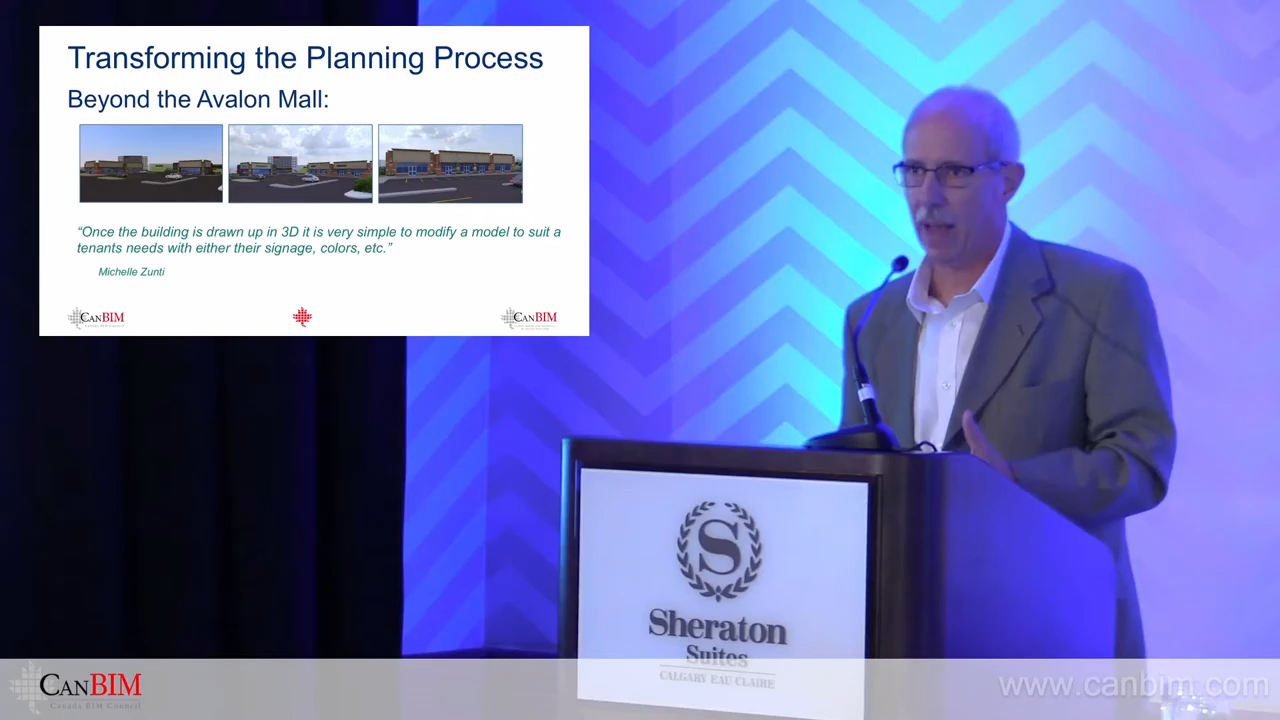 Transforming the Planning Process
Beyond the Avalon Mall:
“Once the building is drawn up in 3D it is very simple to modify a model to suit a
tenants needs with either their signage, colors, etc.”
Michelle Zunti
CANBIM
CANBIM
S
Sheraton
Suites
CALGARY EAU CLAIRE
CANBIM
Canada BIM Council
www.canbim.com